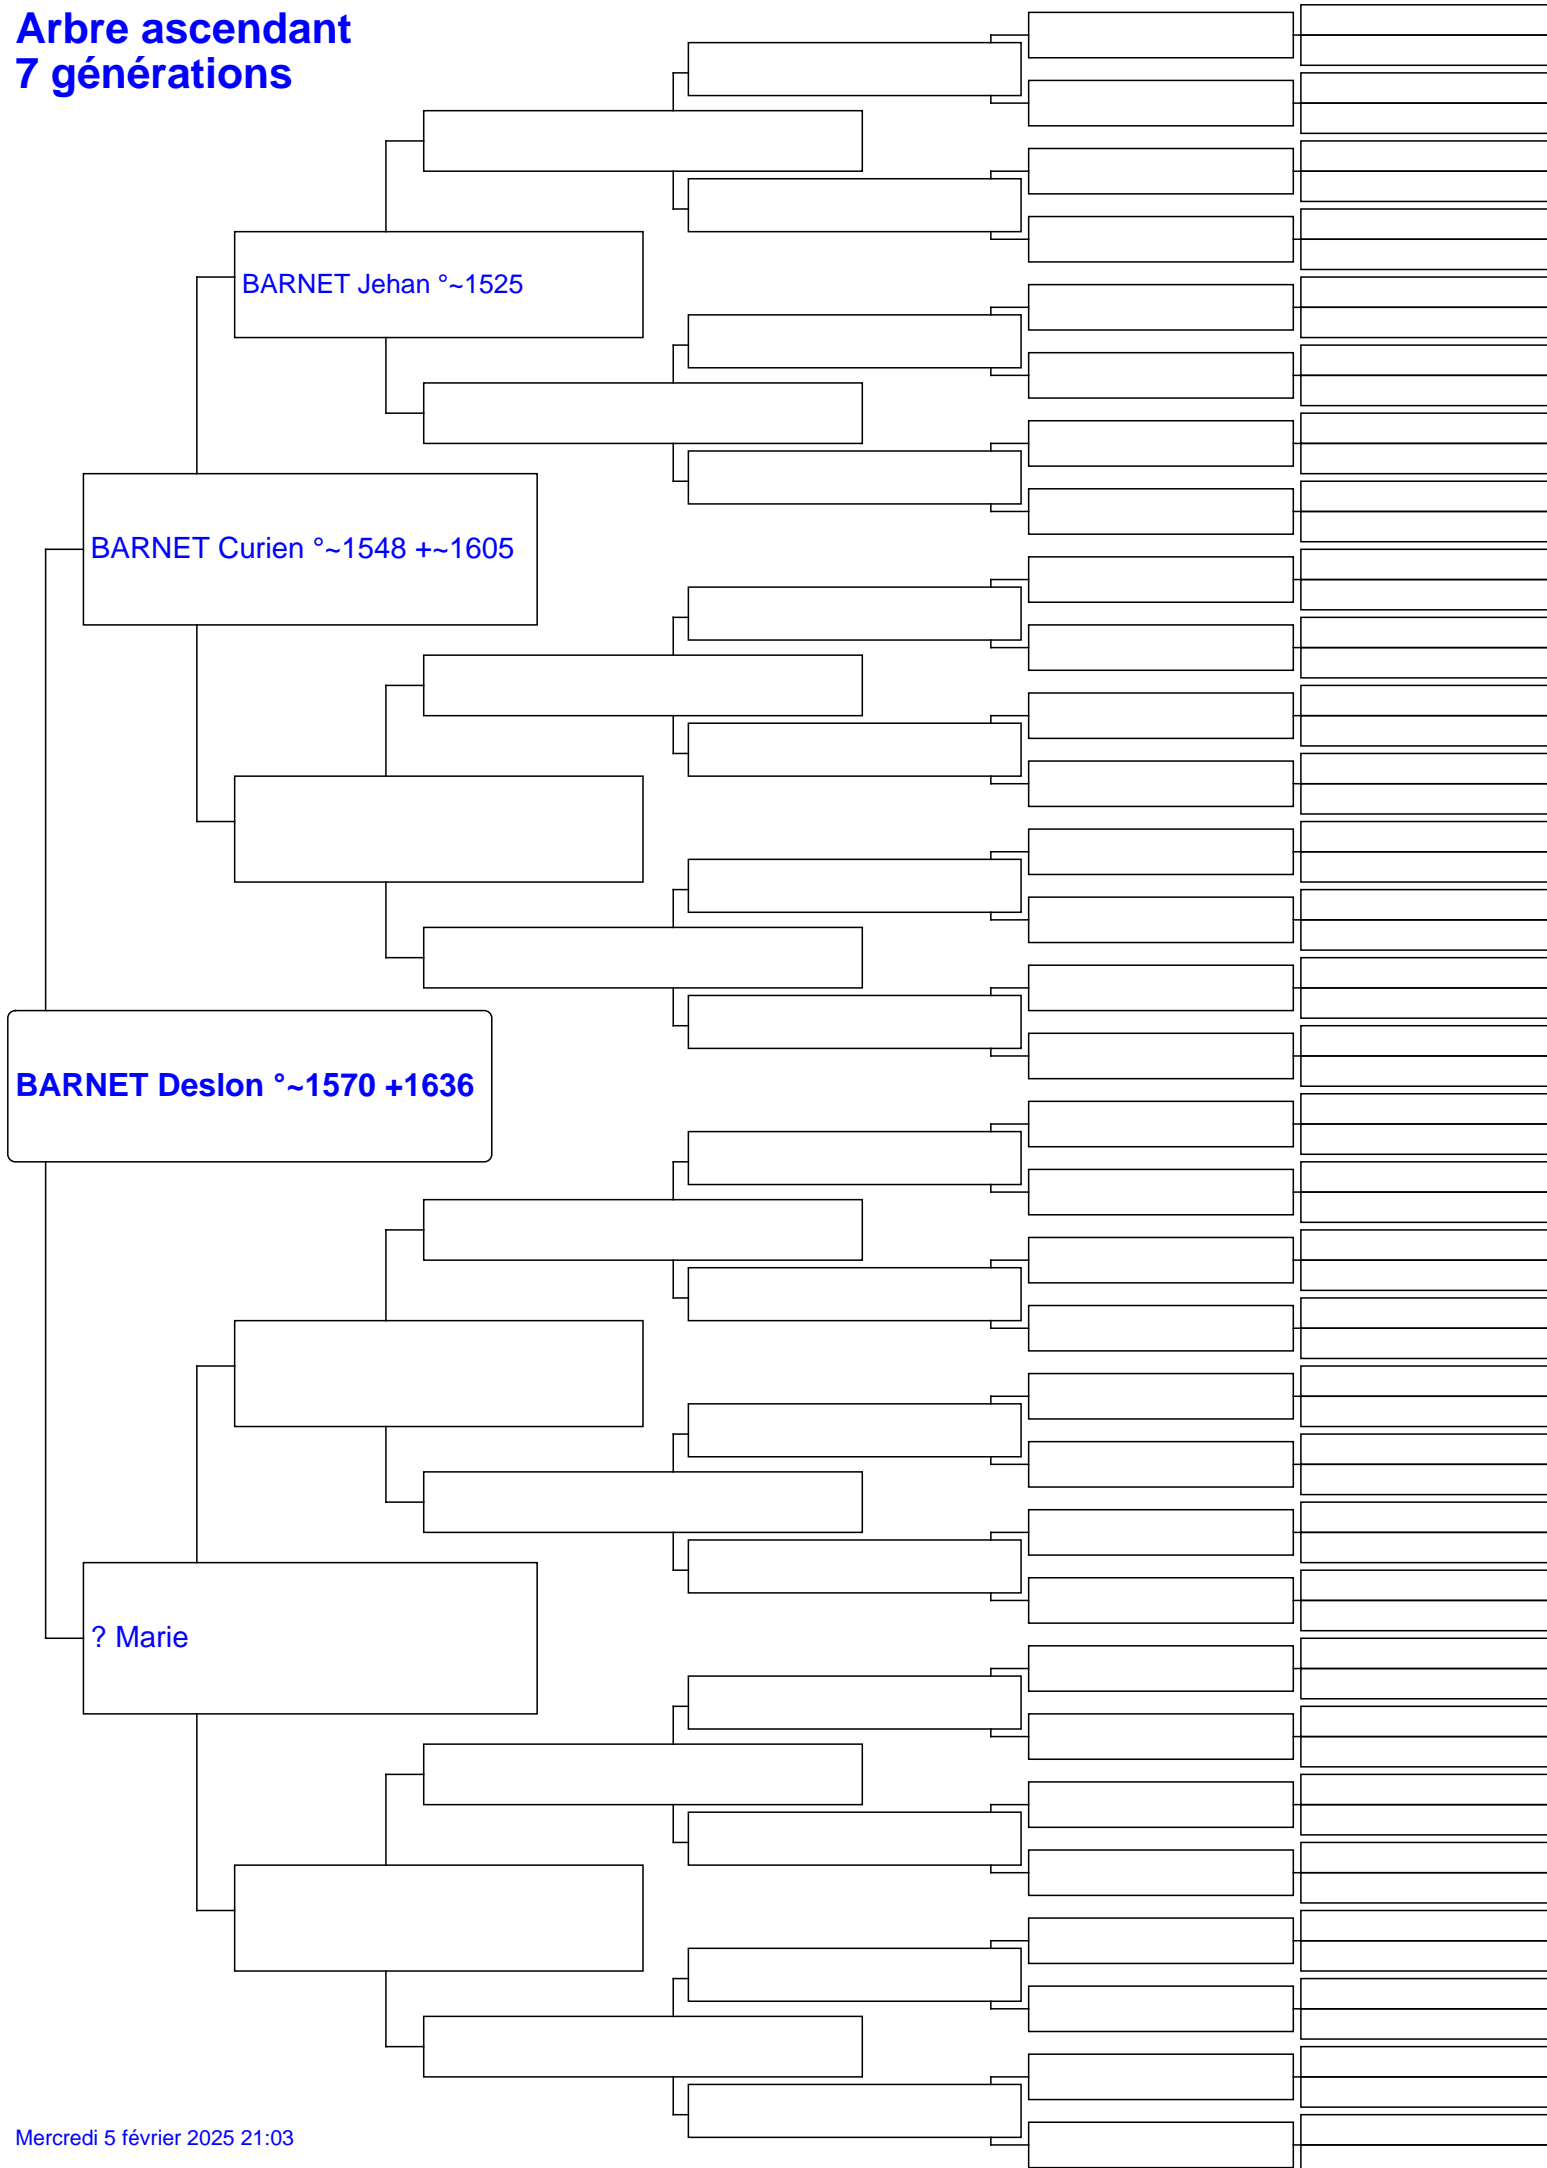 Arbre ascendant
7 générations
BARNET Jehan °~1525
BARNET Curien °~1548 +~1605
BARNET Deslon °~1570 +1636
? Marie
Mercredi 5 février 2025 21:03